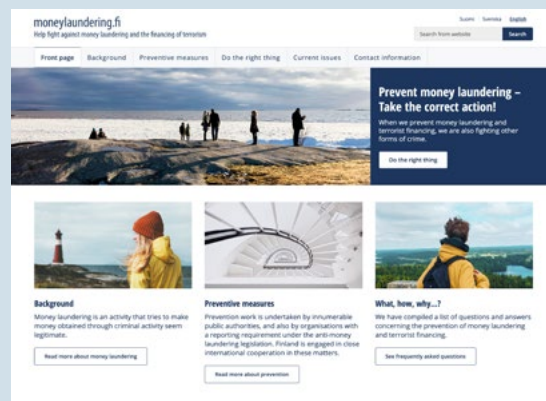 moneylaundering.fi
Help fight against money laundering and the financing of terrorism
Suomi Svenska English
Search from website Search
Front page Background Preventive measures Do the right thing Current issues Contact information
Prevent money laundering –
Take the correct action!
When we prevent money laundering and
terrorist financing, we are also fighting other
forms of crime.
Do the right thing
Background
Money laundering is an activity that tries to make
money obtained through criminal activity seem
legitimate.
Read more about money laundering
Preventive measures
Prevention work is undertaken by innumerable
public authorities, and also by organisations with
a reporting requirement under the anti-money
laundering legislation. Finland is engaged in close
international cooperation in these matters.
Read more about prevention
What, how, why...?
We have compiled a list of questions and answers
concerning the prevention of money laundering
and terrorist financing.
See frequently asked questions